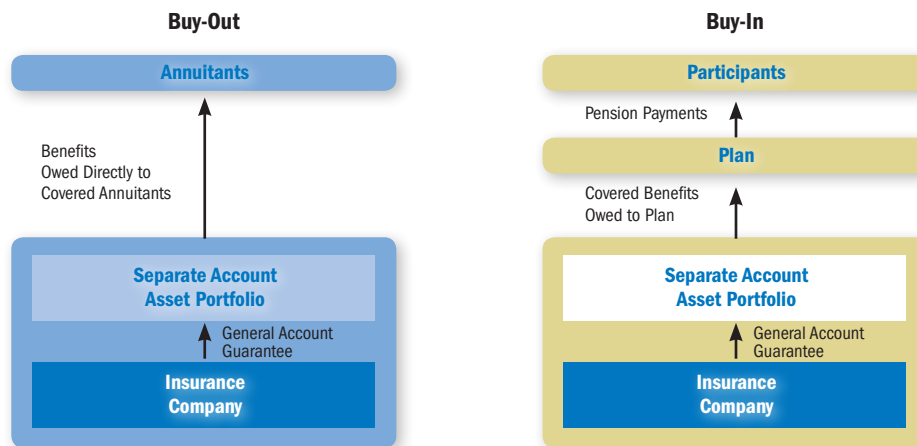 Buy-Out
Annuitants
Benefits
Owed Directly to
Covered Annuitants
Separate Account
Asset Portfolio
General Account
Guarantee
Insurance
Company
Buy-In
Participants
Pension Payments
Plan
Covered Benefits
Owed to Plan
Separate Account
Asset Portfolio
General Account
Guarantee
Insurance
Company